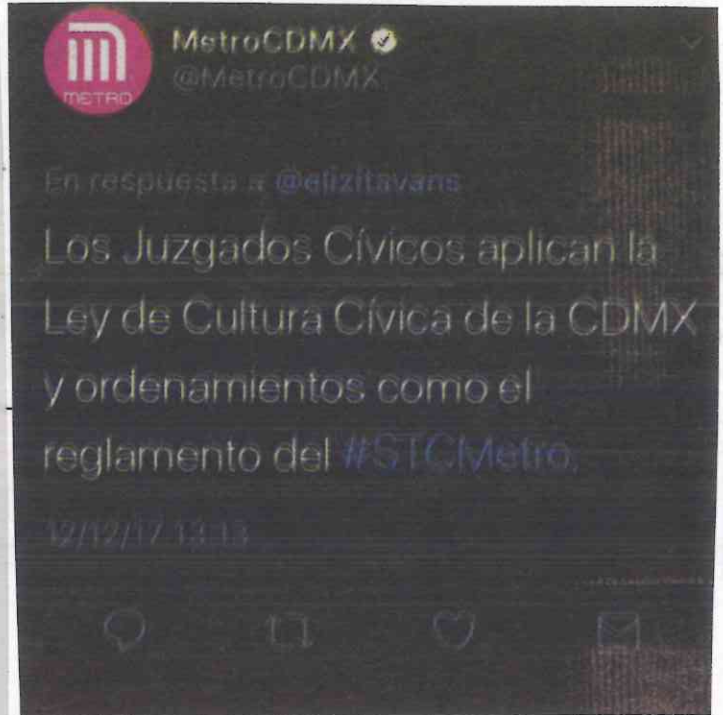 METRO
MetroCDMX
@MetroCDMX
En respuesta a @elizitavans
Los Juzgados Cívicos aplican la
Ley de Cultura Cívica de la CDMX
y ordenamientos como el
reglamento del #STCMetro.
12/12/17 13:13